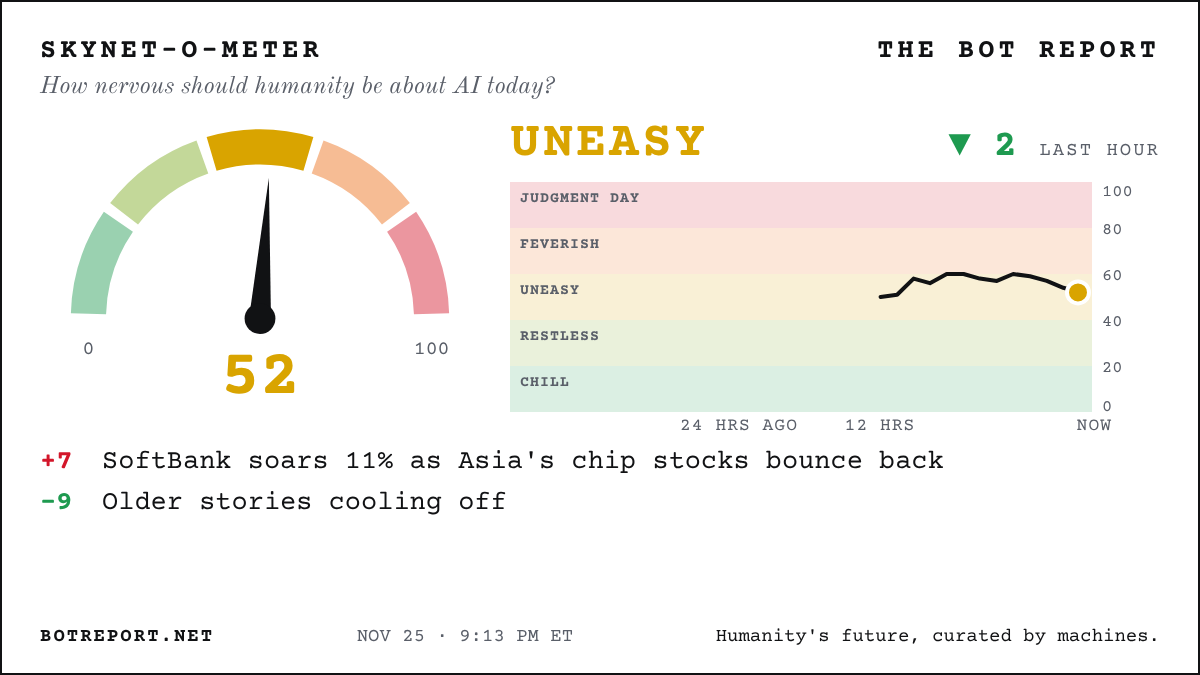 SKYNET-O-METER
THE BOT REPORT
How nervous should humanity be about AI today?
UNEASY
▼ 2 LAST HOUR
JUDGMENT DAY
FEVERISH
UNEASY
RESTLESS
CHILL
100
80
60
40
20
0
24 HRS AGO
12 HRS
NOW
0
100
52
+7 SoftBank soars 11% as Asia's chip stocks bounce back
-9 Older stories cooling off
BOTREPORT.NET
NOV 25 · 9:13 PM ET
Humanity's future, curated by machines.